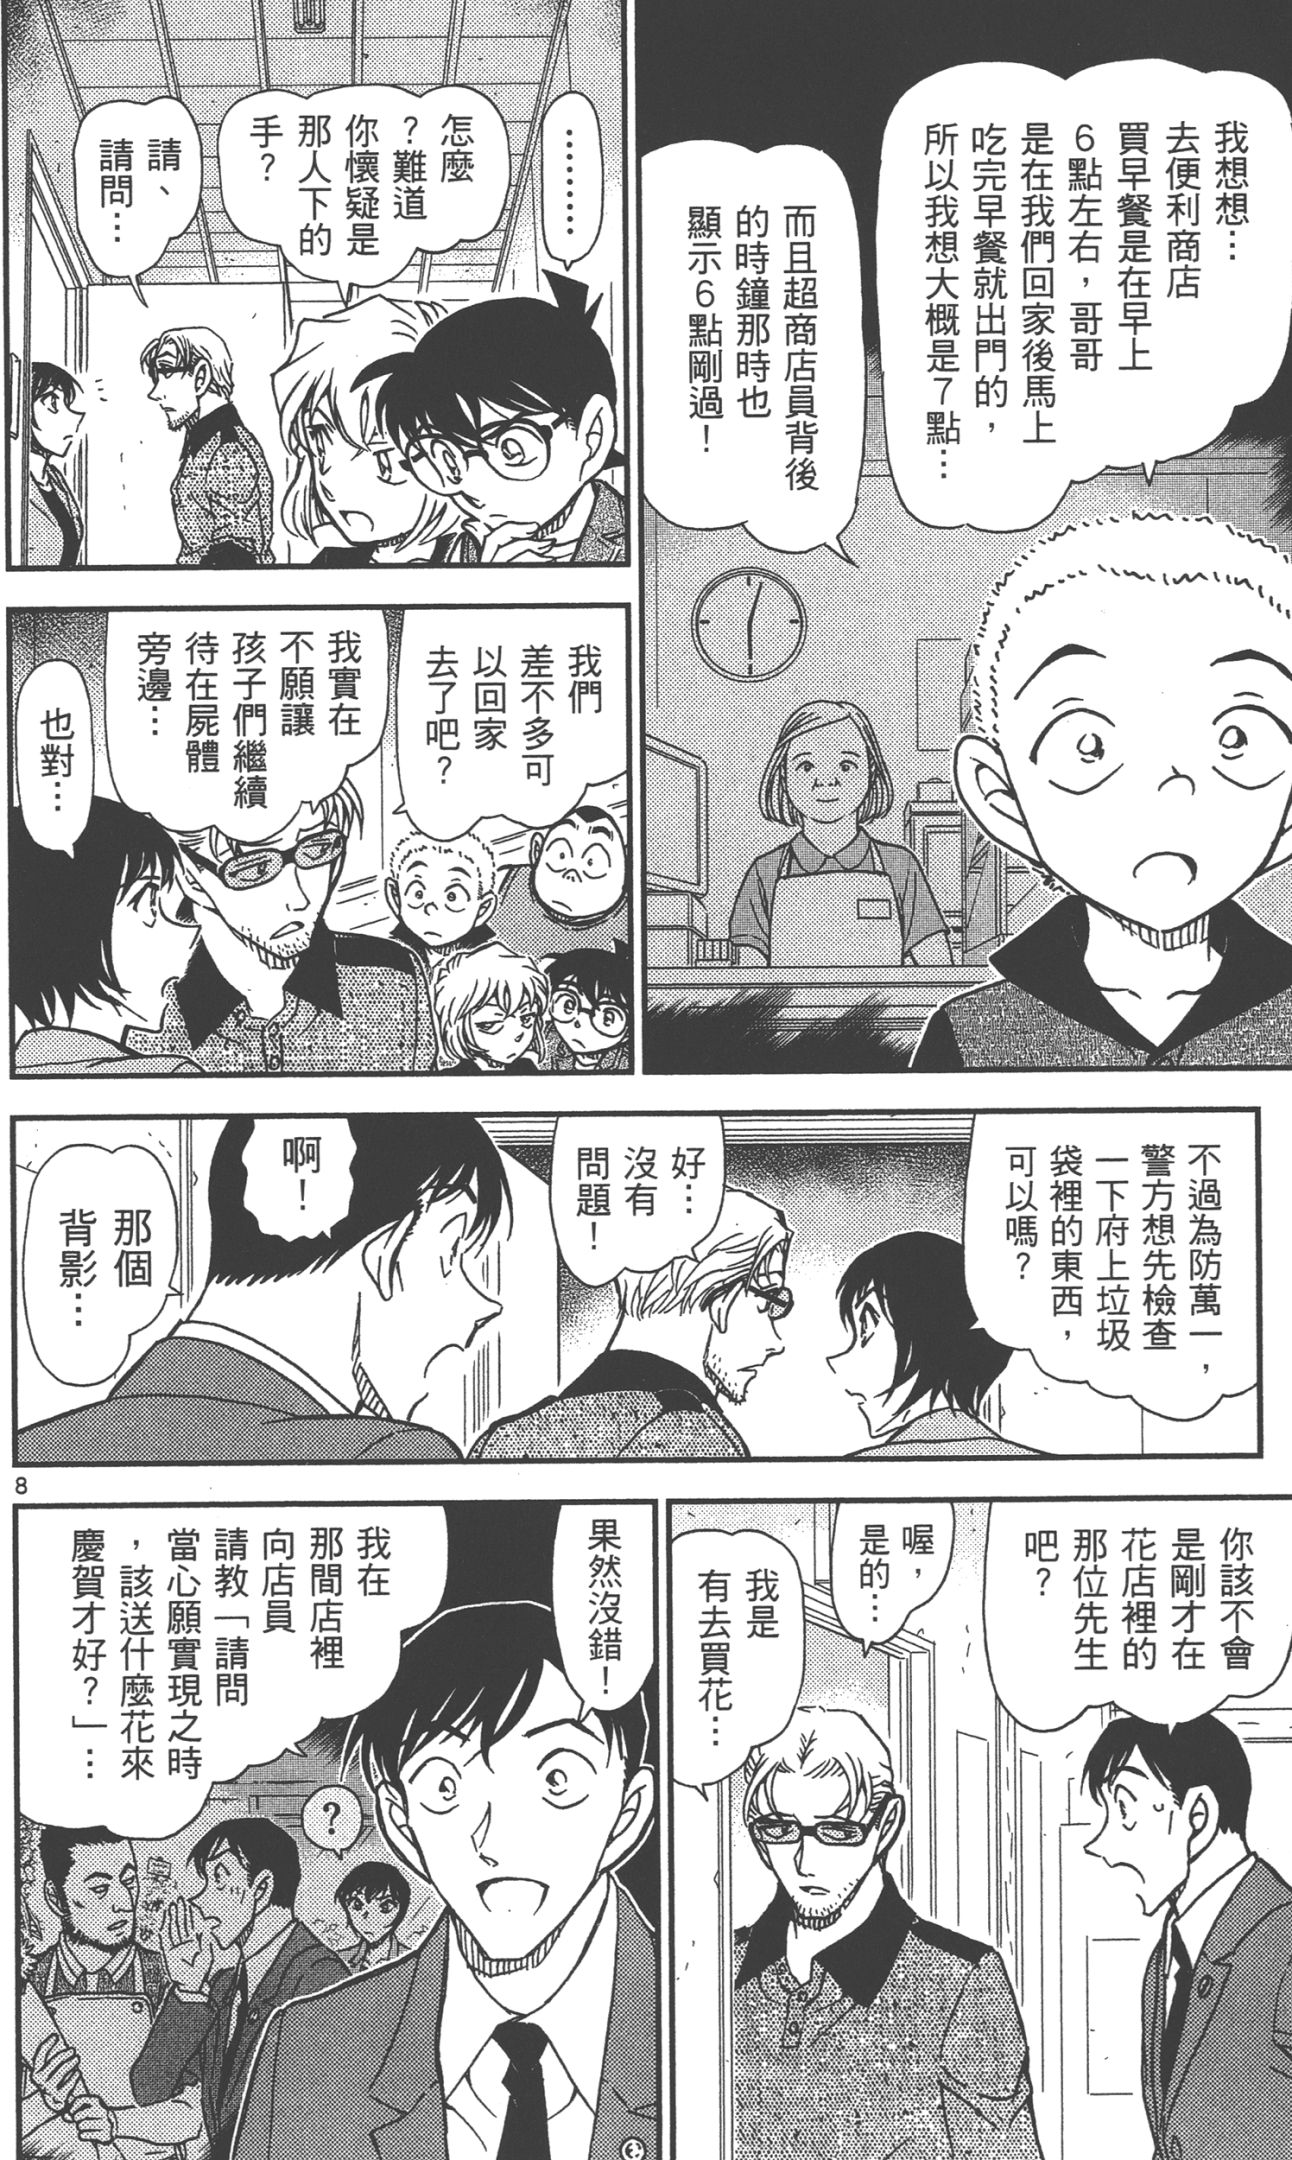 我想想…
去便利商店
買早餐是在早上
6點左右，哥哥
是在我們回家後馬上
吃完早餐就出門的，
所以我想大概是7點…
而且超商店員背後
的時鐘那時也
顯示6點剛過！
………
怎麼
？難道
你懷疑是
那人下的
手？
請、
請問…
我們
差不多可
以回家
去了吧？
我實在
不願讓
孩子們繼續
待在屍體
旁邊…
也對…
不過為防萬一，
警方想先檢查
一下府上垃圾
袋裡的東西，
可以嗎？
好…
沒有
問題！
啊！
那個
背影…
你該不會
是剛才在
花店裡的
那位先生
吧？
喔，
是的…
我是
有去買花…
果然沒錯！
我在
那間店裡
向店員
請教「請問
當心願實現之時
，該送什麼花來
慶賀才好？」…
？
8